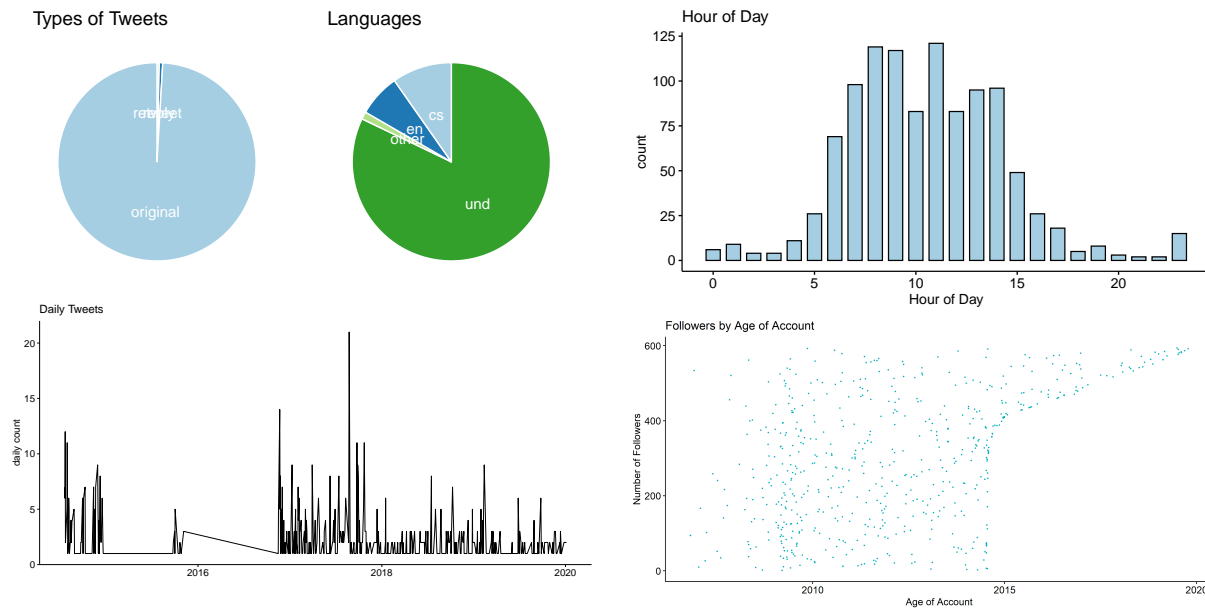 Types of Tweets
original
Languages
cs
en
other
und
Hour of Day
125
100
75
50
25
0
count
0 5 10 15 20
Hour of Day
Daily Tweets
20
15
10
5
0
daily count
2016 2018 2020
Followers by Age of Account
600
400
200
0
Number of Followers
2010 2015 2020
Age of Account